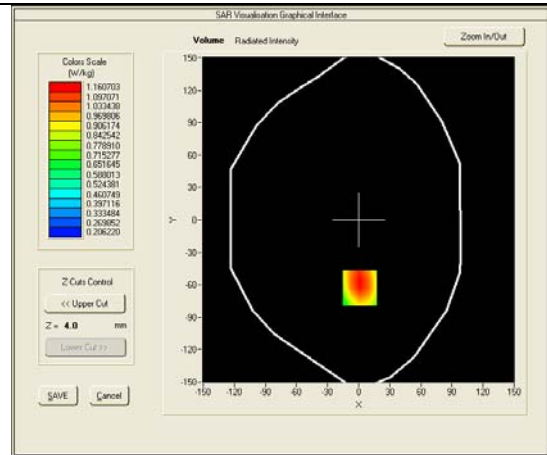 SAR Visualisation Graphical Interface
Volume Radiated Intensity
Zoom In/Out
Colors Scale
(W/kg)
1.160703
1.097071
1.033438
0.969806
0.906174
0.842542
0.778910
0.715277
0.651645
0.588013
0.524381
0.460749
0.397116
0.333484
0.269852
0.206220
Z Cuts Control
<< Upper Cut
Z = 4.0 mm
Lower Cut >>
SAVE Cancel
150
120
90
60
30
0
-30
-60
-90
-120
-150
Y
-150 -120 -90 -60 -30 0 30 60 90 120 150
X